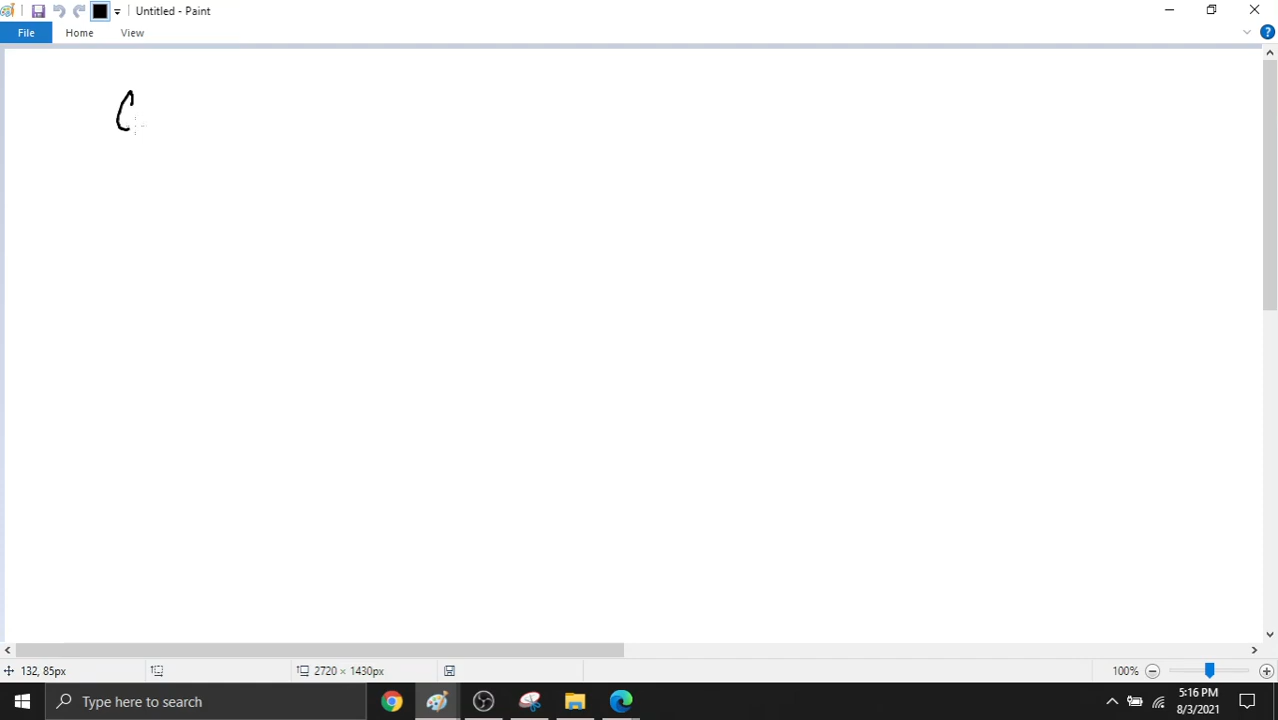 Untitled - Paint
File Home View
C
132, 85px 2720 × 1430px 100%
Type here to search 5:16 PM
8/3/2021